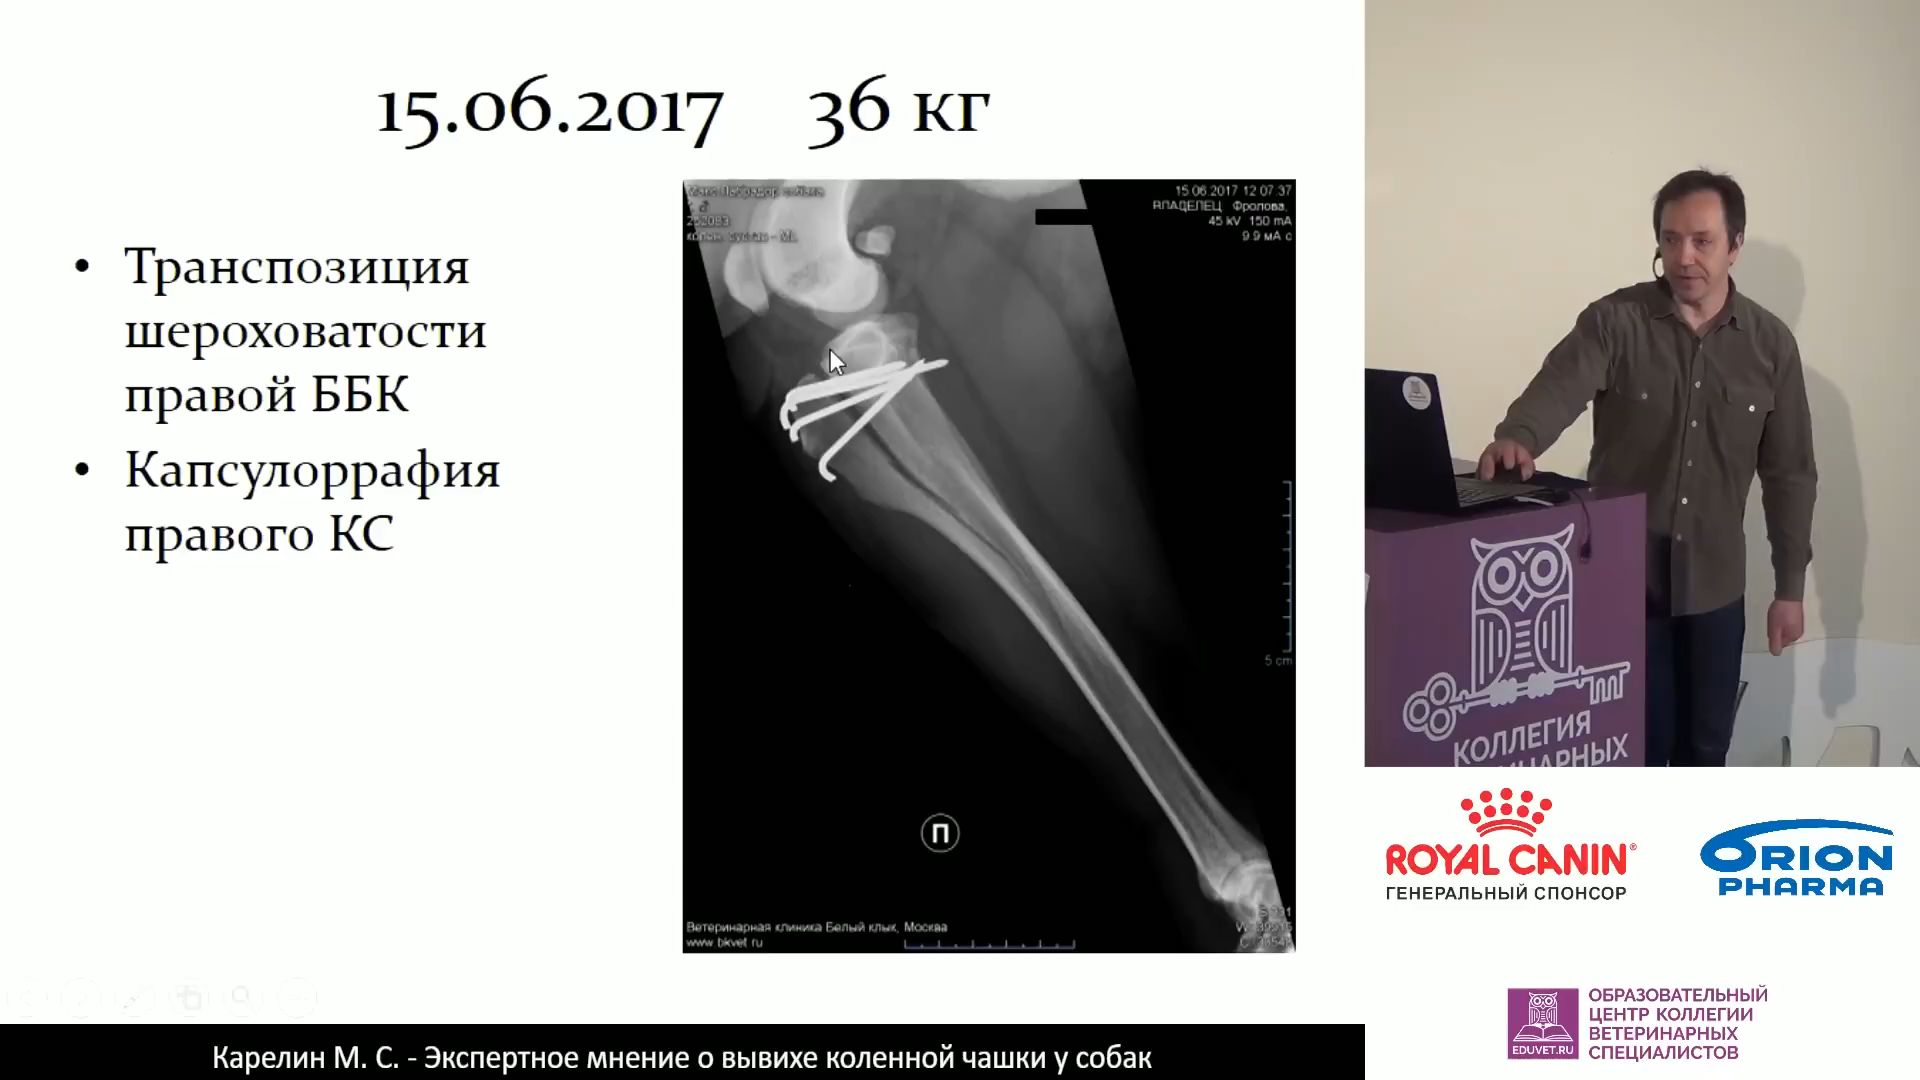 15.06.2017 36 кг
• Транспозиция
шероховатости
правой ББК
• Капсулоррафия
правого КС
15 06 2017 12 07 37
ВЛАДЕЛЕЦ Фролова,
45 kV 150 mA
9 9 мА с
5 cm
П
Ветеринарная клиника Белый клык, Москва
www bkvet ru
КОЛЛЕГИЯ
ROYAL CANIN®
ГЕНЕРАЛЬНЫЙ СПОНСОР
ORION
PHARMA
ОБРАЗОВАТЕЛЬНЫЙ
ЦЕНТР КОЛЛЕГИИ
ВЕТЕРИНАРНЫХ
СПЕЦИАЛИСТОВ
EDUVET.RU
Карелин М. С. - Экспертное мнение о вывихе коленной чашки у собак